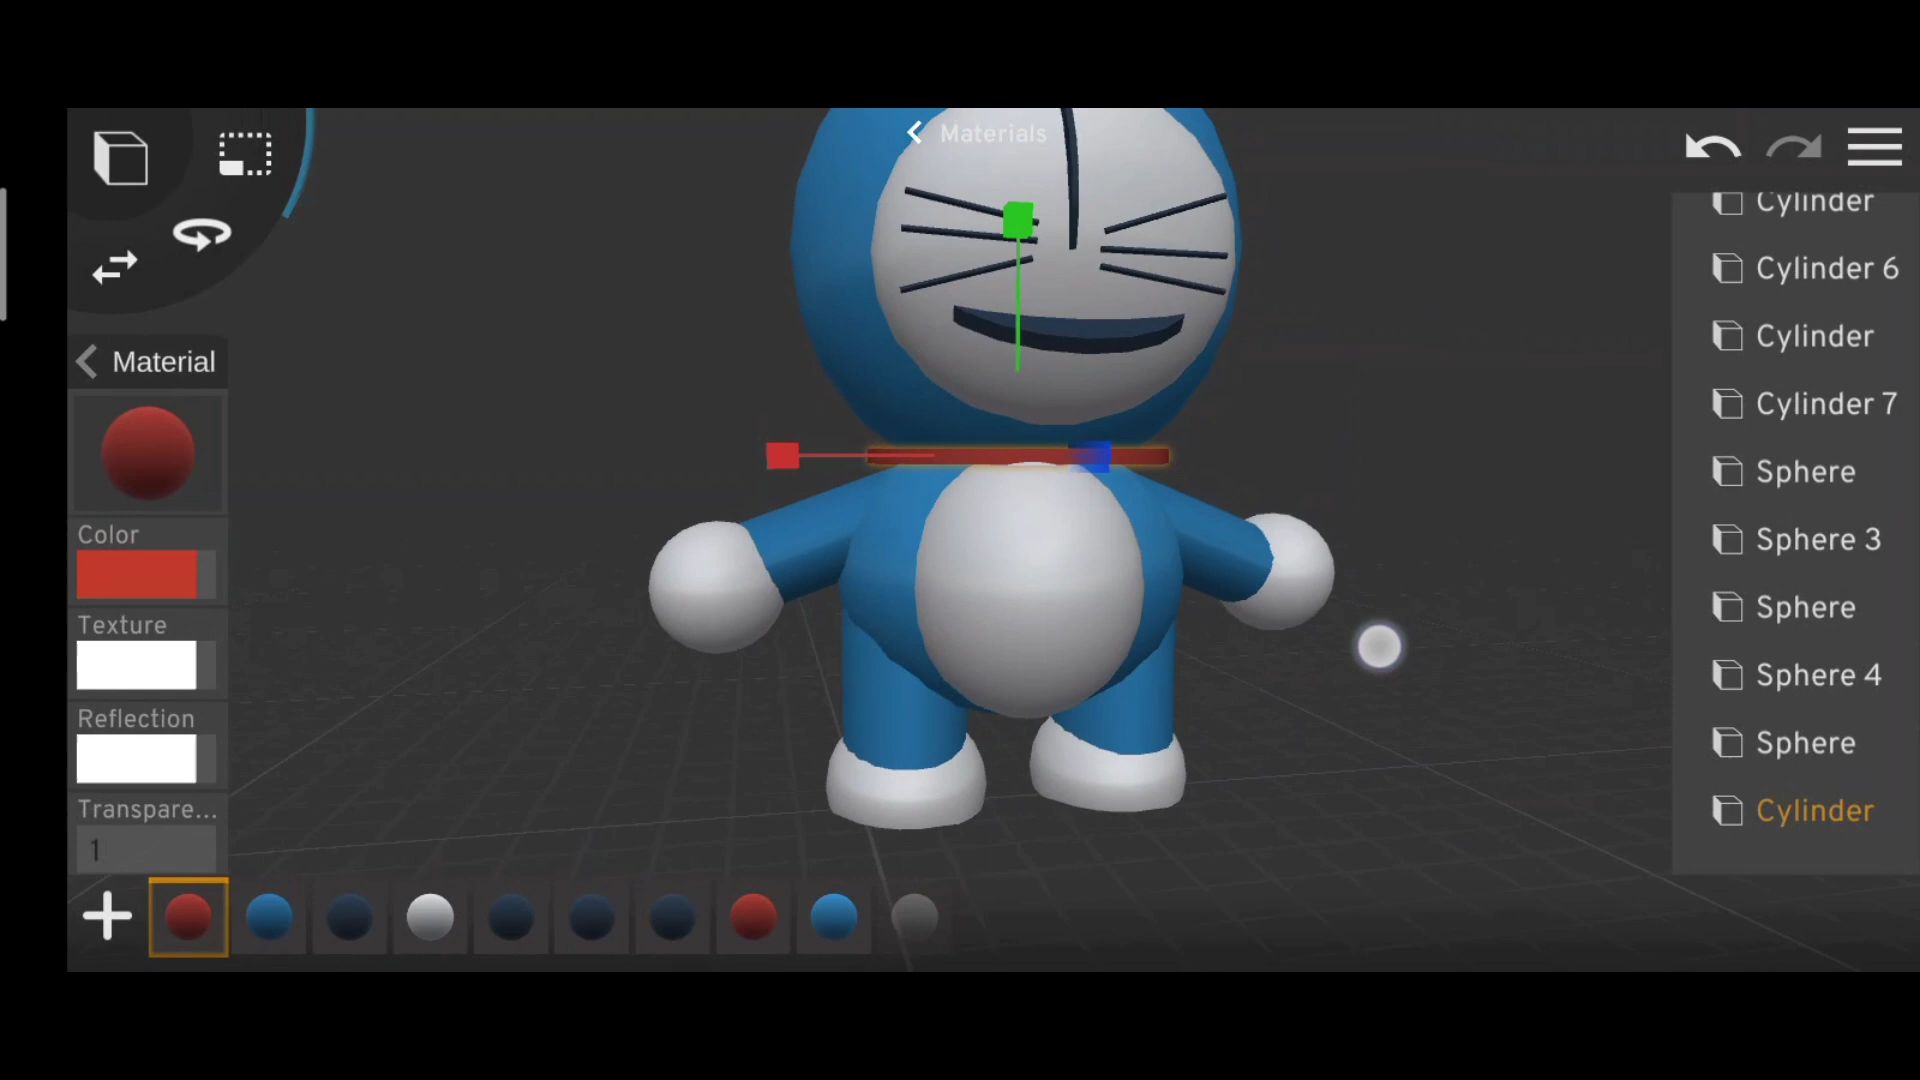 Materials
Material
Color
Texture
Reflection
Transpare...
1
Cylinder
Cylinder 6
Cylinder
Cylinder 7
Sphere
Sphere 3
Sphere
Sphere 4
Sphere
Cylinder